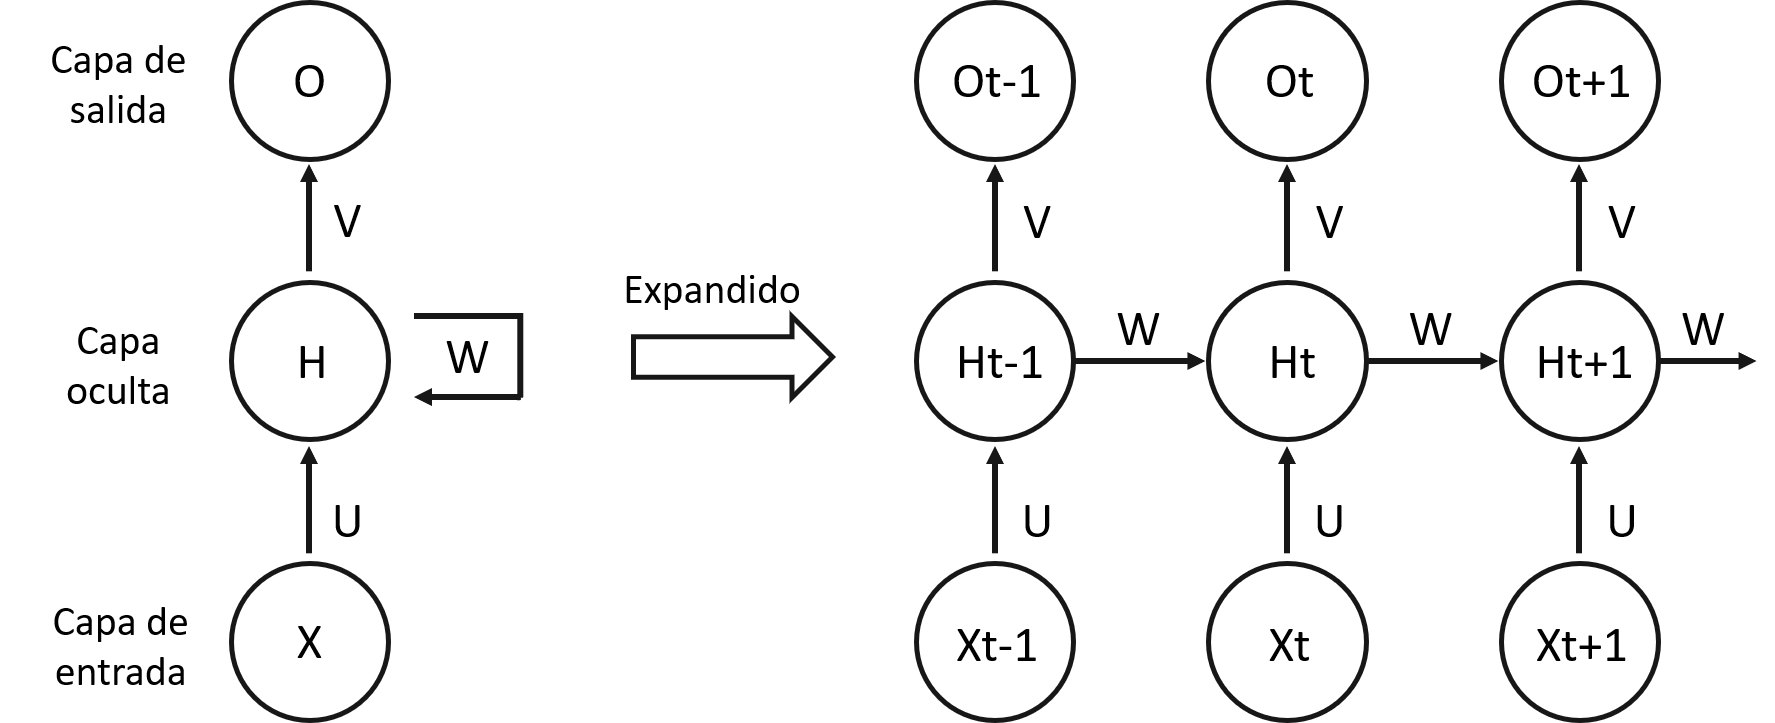 Capa de
salida
O
V
Capa
oculta
H
W
U
Capa de
entrada
X
Expandido
Ot-1
Ot
Ot+1
V
V
V
Ht-1
W
Ht
W
Ht+1
W
U
U
U
Xt-1
Xt
Xt+1